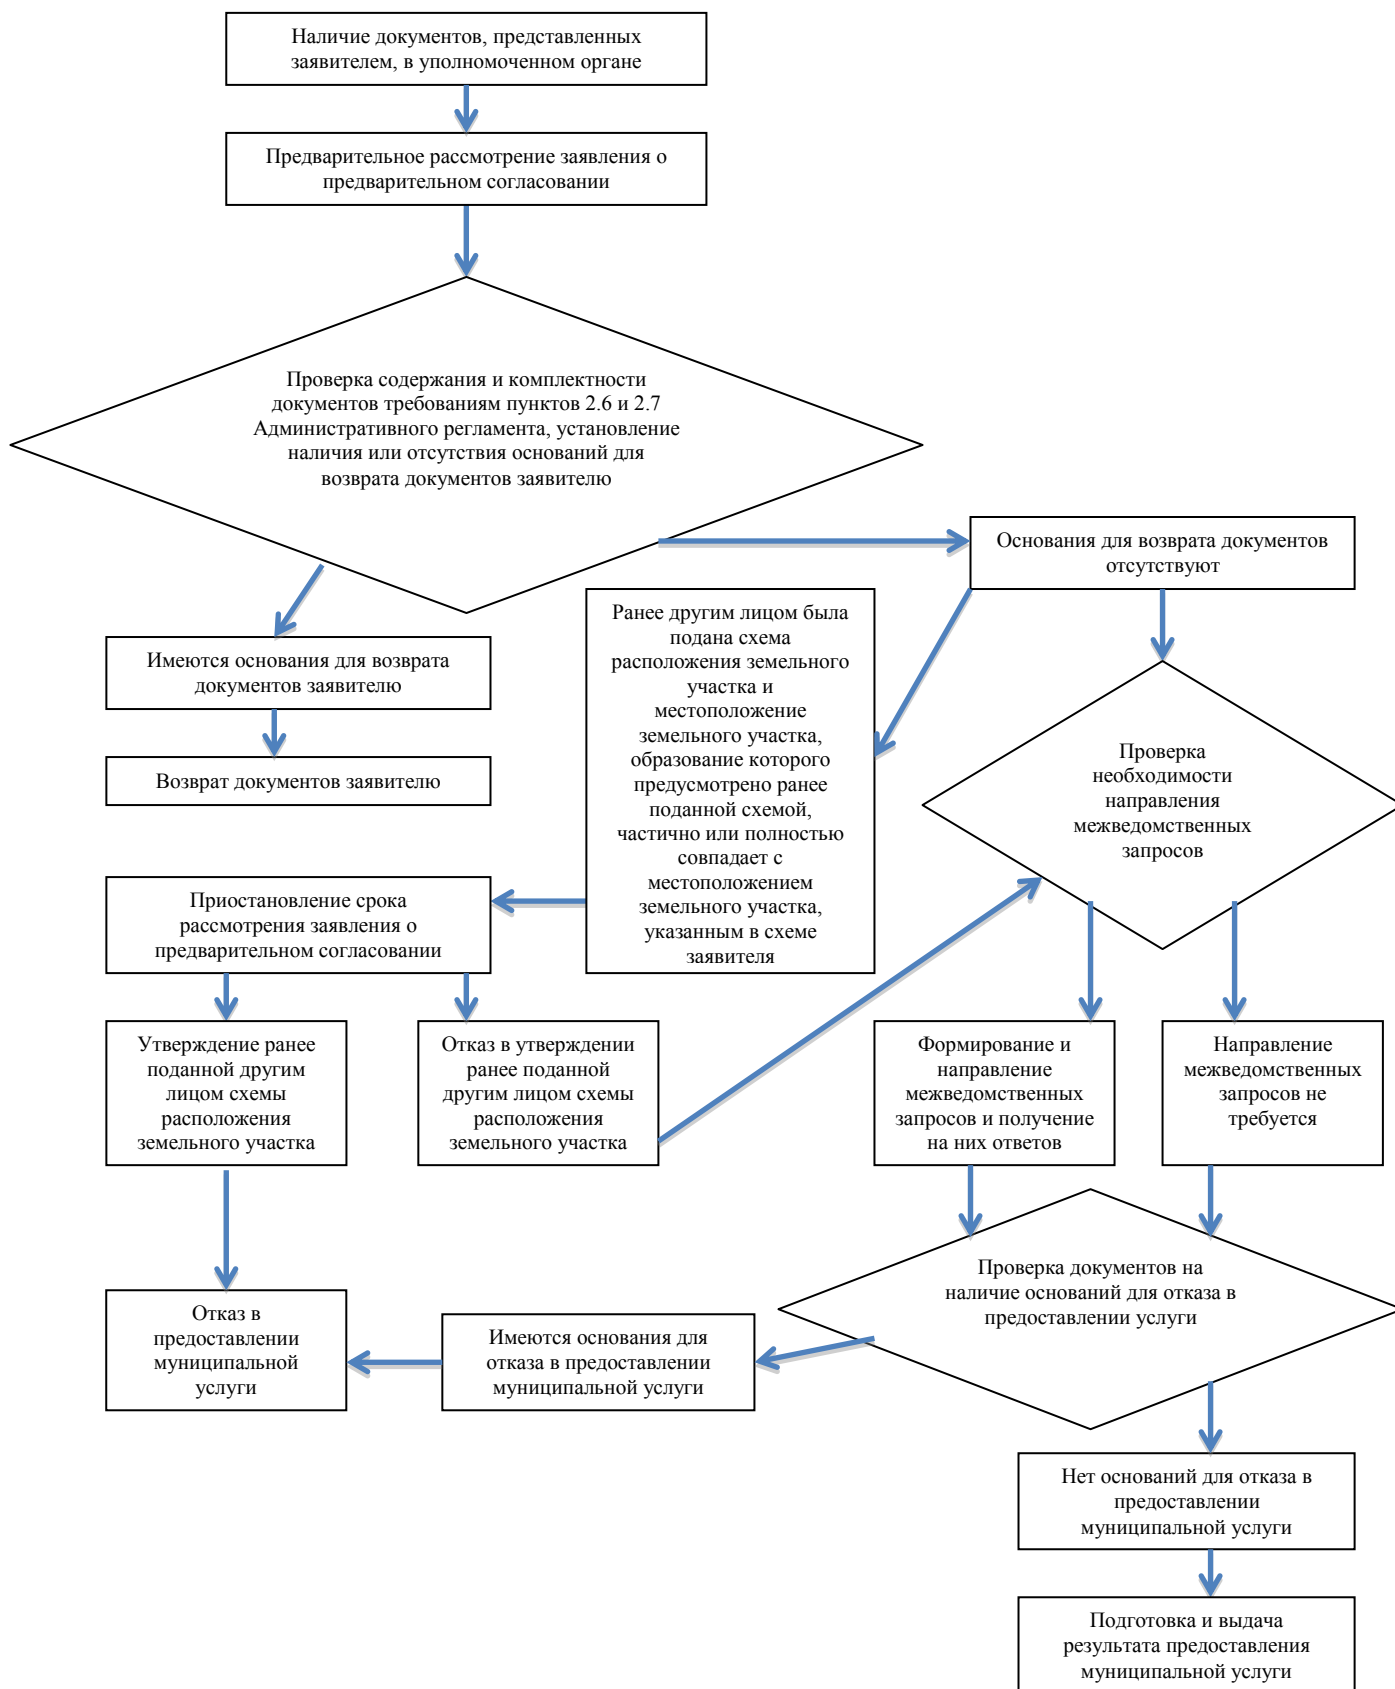 Наличие документов, представленных
заявителем, в уполномоченном органе
Предварительное рассмотрение заявления о
предварительном согласовании
Проверка содержания и комплектности
документов требованиям пунктов 2.6 и 2.7
Административного регламента, установление
наличия или отсутствия оснований для
возврата документов заявителю
Основания для возврата документов
отсутствуют
Имеются основания для возврата
документов заявителю
Возврат документов заявителю
Ранее другим лицом была
подана схема
расположения земельного
участка и
местоположение
земельного участка,
образование которого
предусмотрено ранее
поданной схемой,
частично или полностью
совпадает с
местоположением
земельного участка,
указанным в схеме
заявителя
Проверка
необходимости
направления
межведомственных
запросов
Приостановление срока
рассмотрения заявления о
предварительном согласовании
Утверждение ранее
поданной другим
лицом схемы
расположения
земельного участка
Отказ в утверждении
ранее поданной
другим лицом схемы
расположения
земельного участка
Формирование и
направление
межведомственных
запросов и получение
на них ответов
Направление
межведомственных
запросов не
требуется
Проверка документов на
наличие оснований для отказа в
предоставлении услуги
Отказ в
предоставлении
муниципальной
услуги
Имеются основания для
отказа в предоставлении
муниципальной услуги
Нет оснований для отказа в
предоставлении
муниципальной услуги
Подготовка и выдача
результата предоставления
муниципальной услуги